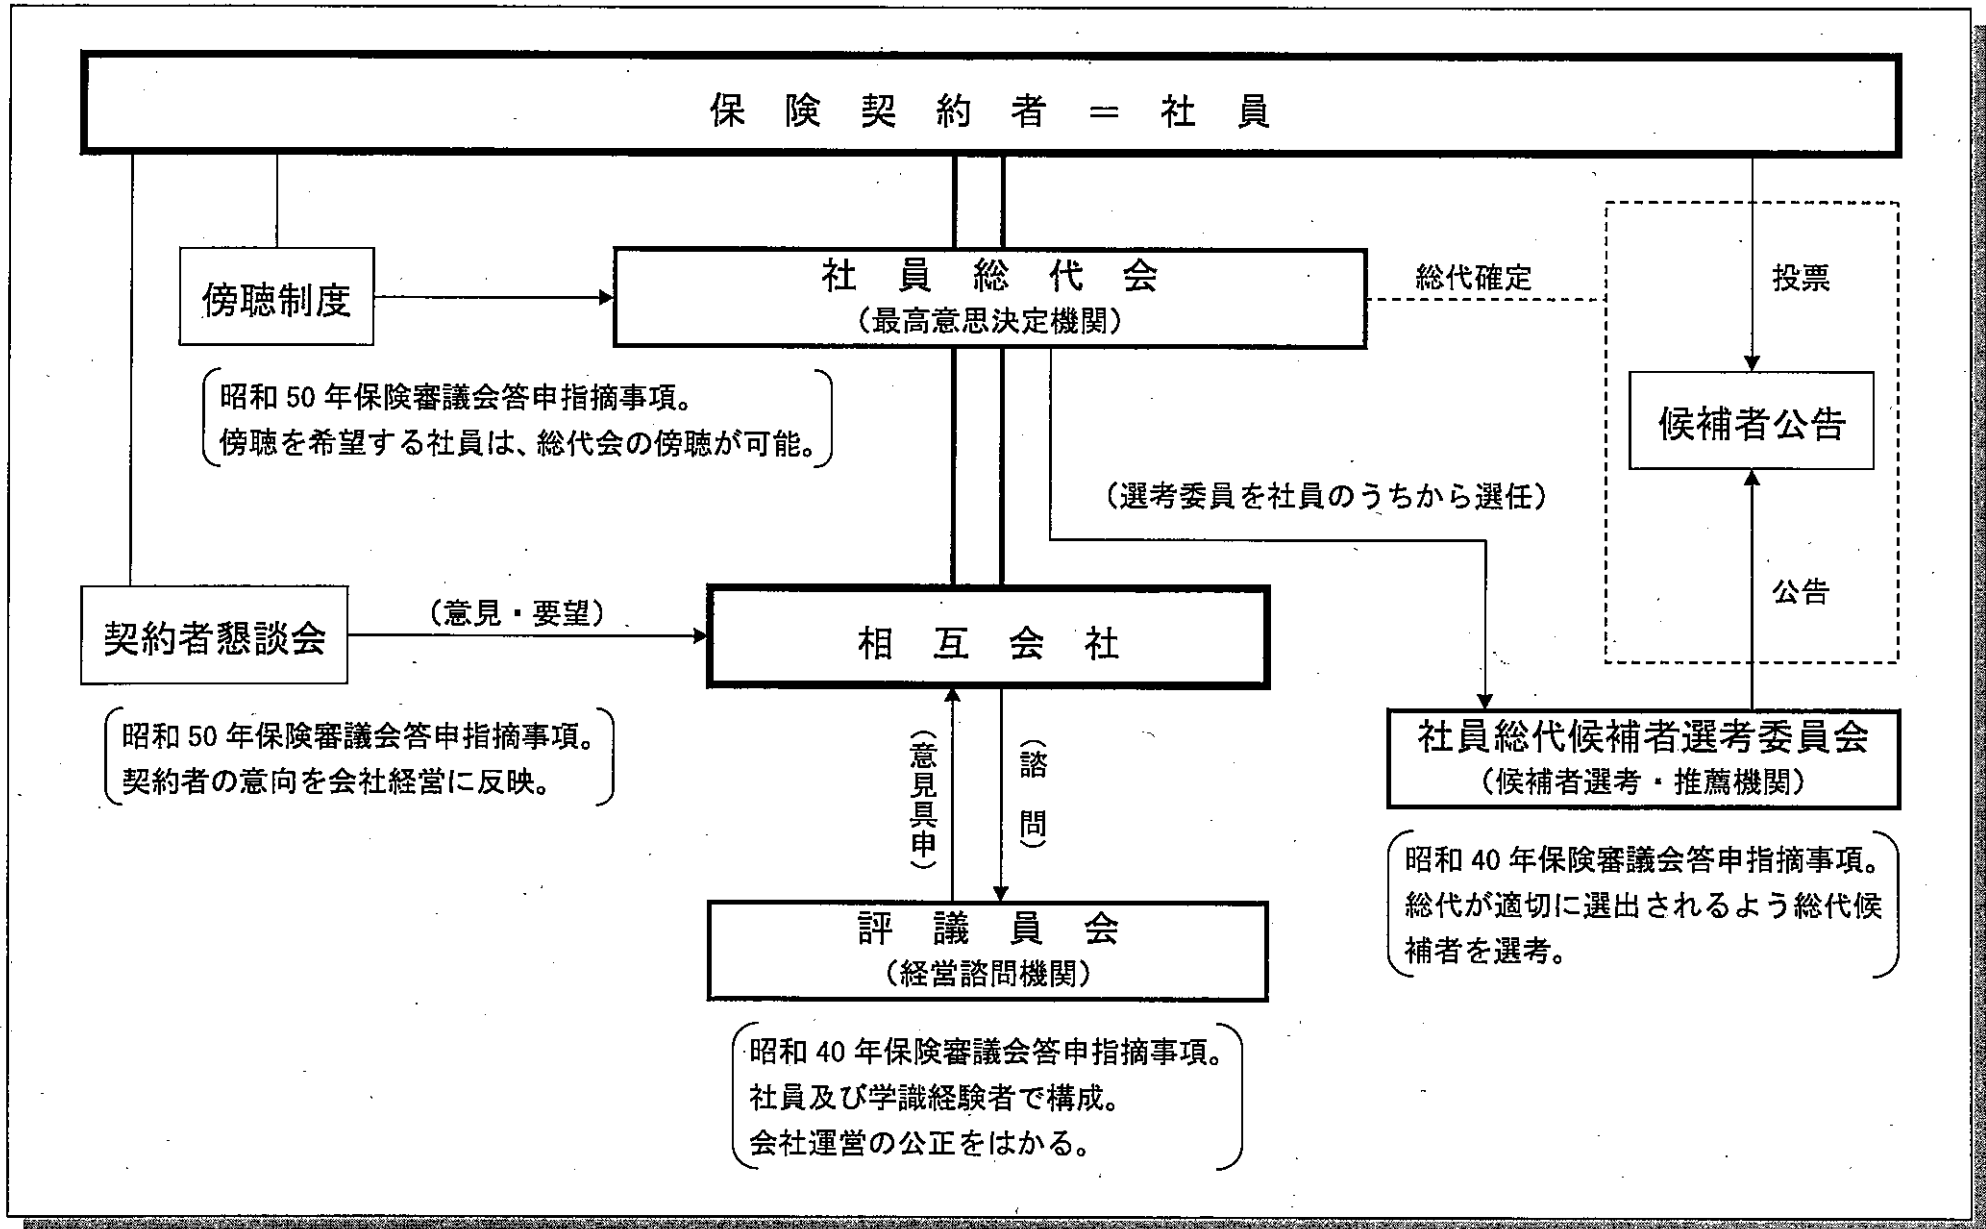 保険契約者＝社員
傍聴制度
社員総代会
（最高意思決定機関）
総代確定
投票
昭和50年保険審議会答申指摘事項。
傍聴を希望する社員は、総代会の傍聴が可能。
候補者公告
（選考委員を社員のうちから選任）
公告
契約者懇談会
（意見・要望）
相互会社
昭和50年保険審議会答申指摘事項。
契約者の意向を会社経営に反映。
（意見具申）
（諮問）
社員総代候補者選考委員会
（候補者選考・推薦機関）
昭和40年保険審議会答申指摘事項。
総代が適切に選出されるよう総代候
補者を選考。
評議員会
（経営諮問機関）
昭和40年保険審議会答申指摘事項。
社員及び学識経験者で構成。
会社運営の公正をはかる。